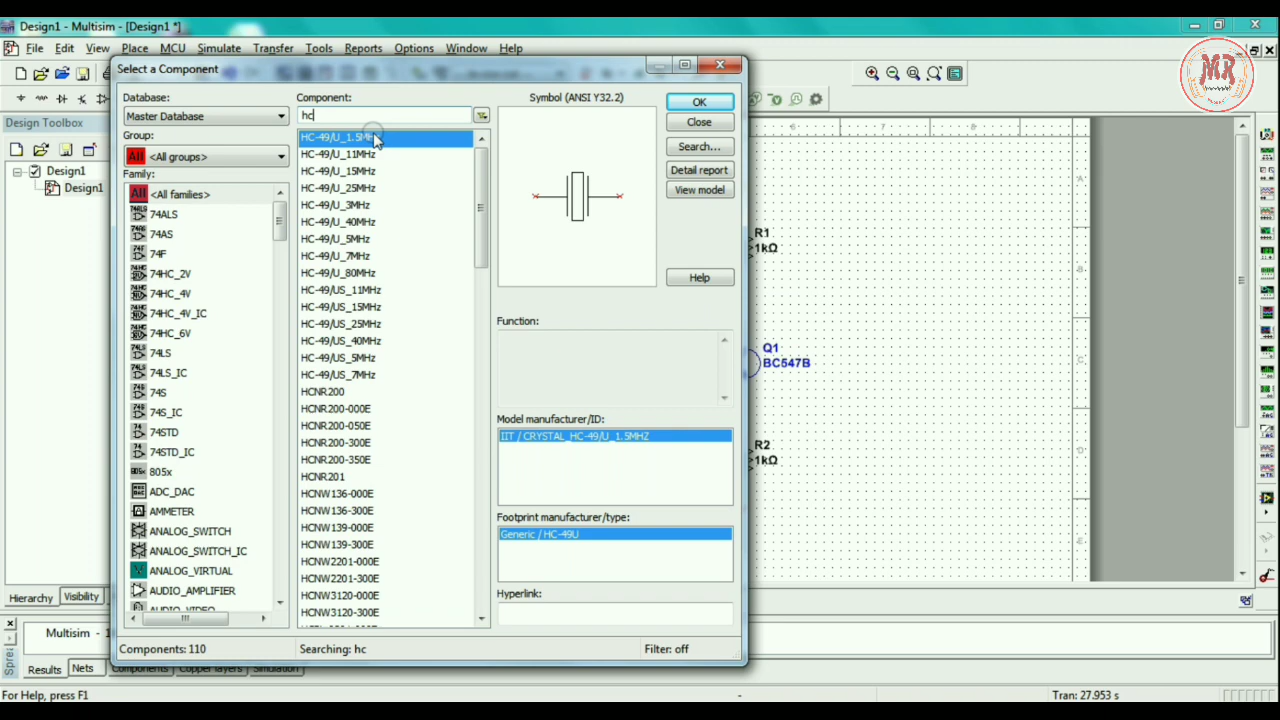 Design1 - Multisim - [Design1 *]
File Edit View Place MCU Simulate Transfer Tools Reports Options Window Help
MR
Select a Component
Design Toolbox
Design1
Design1
Hierarchy Visibility
Database:
Master Database
Group:
All <All groups>
Family:
All <All families>
74ALS
74AS
74F
74HC_2V
74HC_4V
74HC_4V_IC
74HC_6V
74LS
74LS_IC
74S
74S_IC
74STD
74STD_IC
805x
ADC_DAC
AMMETER
ANALOG_SWITCH
ANALOG_SWITCH_IC
ANALOG_VIRTUAL
AUDIO_AMPLIFIER
Component:
hc
HC-49/U_1.5MHz
HC-49/U_11MHz
HC-49/U_15MHz
HC-49/U_25MHz
HC-49/U_3MHz
HC-49/U_40MHz
HC-49/U_5MHz
HC-49/U_7MHz
HC-49/U_80MHz
HC-49/US_11MHz
HC-49/US_15MHz
HC-49/US_25MHz
HC-49/US_40MHz
HC-49/US_5MHz
HC-49/US_7MHz
HCNR200
HCNR200-000E
HCNR200-050E
HCNR200-300E
HCNR200-350E
HCNR201
HCNW136-000E
HCNW136-300E
HCNW139-000E
HCNW139-300E
HCNW2201-000E
HCNW2201-300E
HCNW3120-000E
HCNW3120-300E
Symbol (ANSI Y32.2)
OK
Close
Search...
Detail report
View model
Help
Function:
Model manufacturer/ID:
IIT / CRYSTAL_HC-49/U_1.5MHZ
Footprint manufacturer/type:
Generic / HC-49U
Hyperlink:
Components: 110 Searching: hc Filter: off
6 7 8
A
B
C
D
E
R1
1kΩ
Q1
BC547B
R2
1kΩ
Multisim - 1
Results Nets Components Copper layers Simulation
For Help, press F1 - Tran: 27.953 s